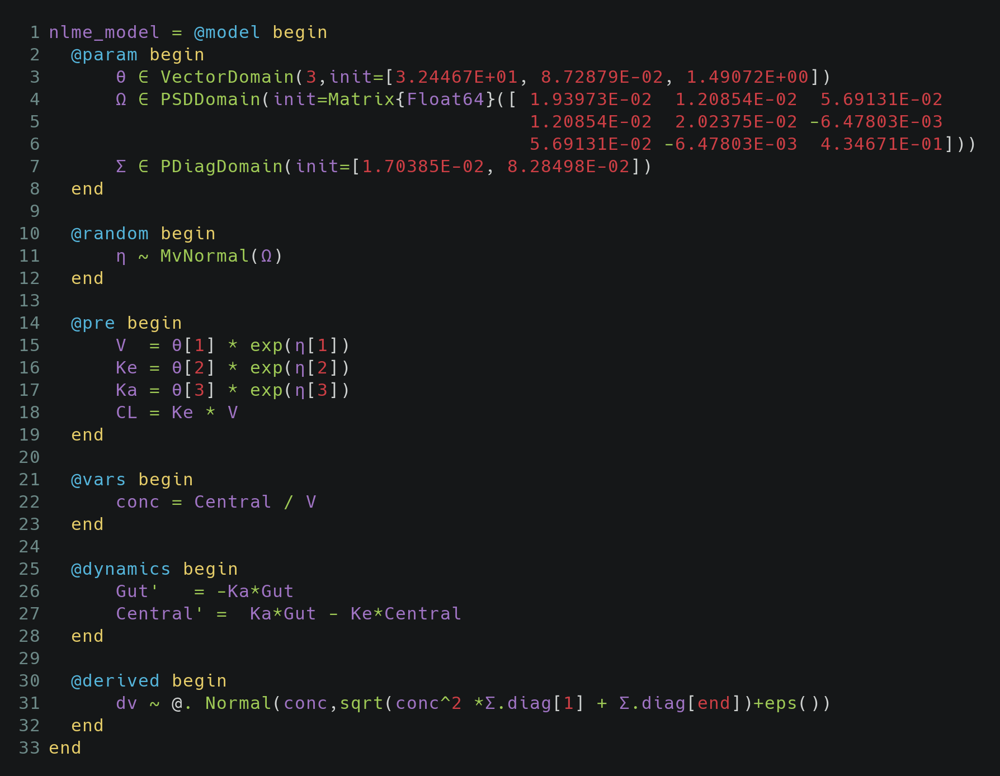 1 nlme_model = @model begin
2   @param begin
3       θ ∈ VectorDomain(3,init=[3.24467E+01, 8.72879E-02, 1.49072E+00])
4       Ω ∈ PSDDomain(init=Matrix{Float64}([ 1.93973E-02  1.20854E-02  5.69131E-02
5                                            1.20854E-02  2.02375E-02 -6.47803E-03
6                                            5.69131E-02 -6.47803E-03  4.34671E-01]))
7       Σ ∈ PDiagDomain(init=[1.70385E-02, 8.28498E-02])
8   end
9
10   @random begin
11       η ~ MvNormal(Ω)
12   end
13
14   @pre begin
15       V  = θ[1] * exp(η[1])
16       Ke = θ[2] * exp(η[2])
17       Ka = θ[3] * exp(η[3])
18       CL = Ke * V
19   end
20
21   @vars begin
22       conc = Central / V
23   end
24
25   @dynamics begin
26       Gut'   = -Ka*Gut
27       Central' =  Ka*Gut - Ke*Central
28   end
29
30   @derived begin
31       dv ~ @. Normal(conc,sqrt(conc^2 *Σ.diag[1] + Σ.diag[end])+eps())
32   end
33 end